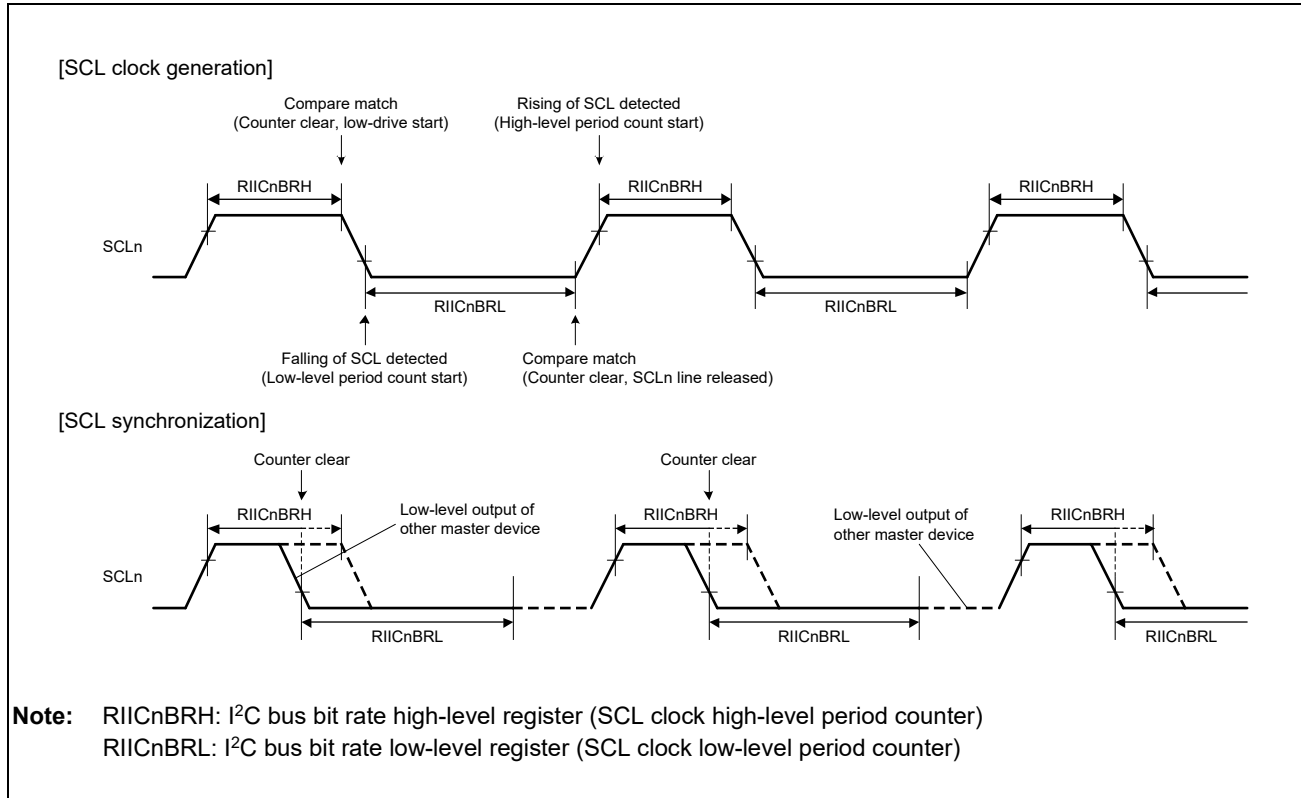 [SCL clock generation]
Compare match
(Counter clear, low-drive start)
Rising of SCL detected
(High-level period count start)
RIICnBRH
RIICnBRH
RIICnBRH
SCLn
RIICnBRL
RIICnBRL
Falling of SCL detected
(Low-level period count start)
Compare match
(Counter clear, SCLn line released)
[SCL synchronization]
Counter clear
Counter clear
RIICnBRH
Low-level output of
other master device
RIICnBRH
Low-level output of
other master device
RIICnBRH
SCLn
RIICnBRL
RIICnBRL
RIICnBRL
Note: RIICnBRH: I²C bus bit rate high-level register (SCL clock high-level period counter)
RIICnBRL: I²C bus bit rate low-level register (SCL clock low-level period counter)